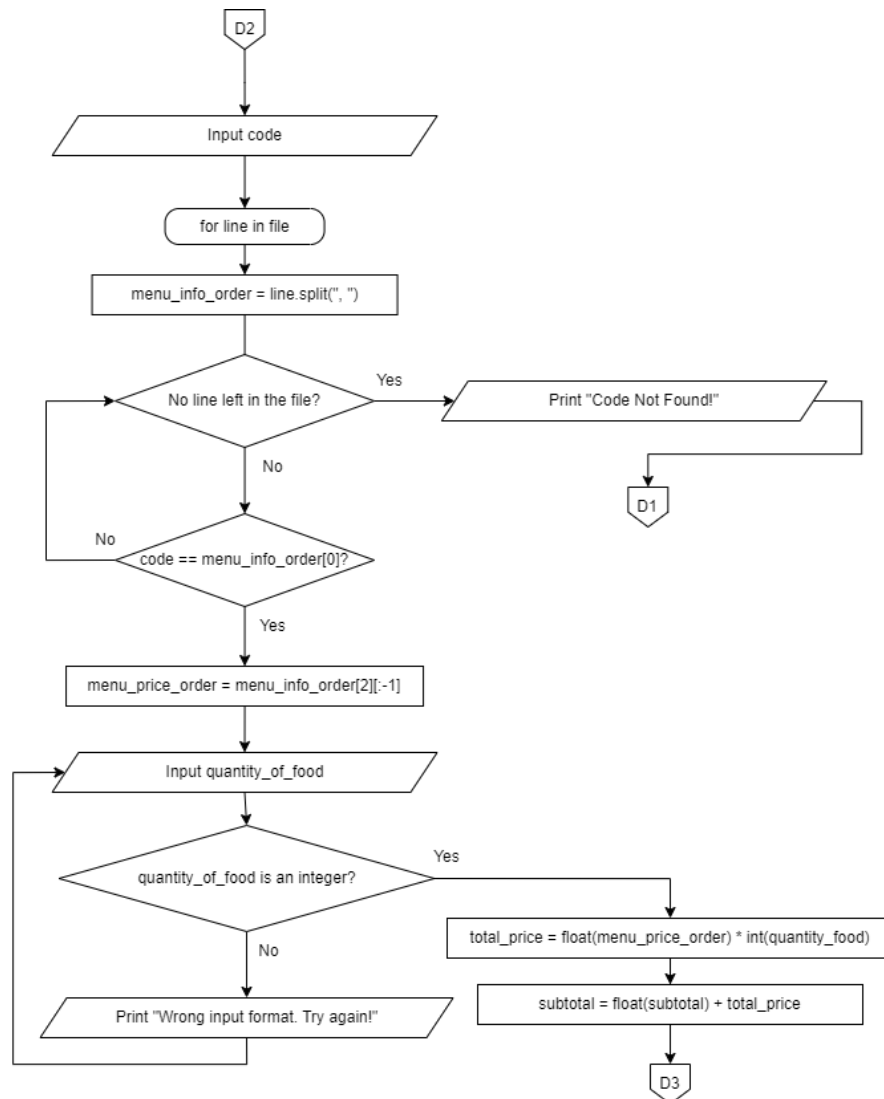 D2
Input code
for line in file
menu_info_order = line.split(", ")
No line left in the file?
Yes
Print "Code Not Found!"
D1
No
No
code == menu_info_order[0]?
Yes
menu_price_order = menu_info_order[2][:-1]
Input quantity_of_food
quantity_of_food is an integer?
Yes
No
total_price = float(menu_price_order) * int(quantity_food)
Print "Wrong input format. Try again!"
subtotal = float(subtotal) + total_price
D3